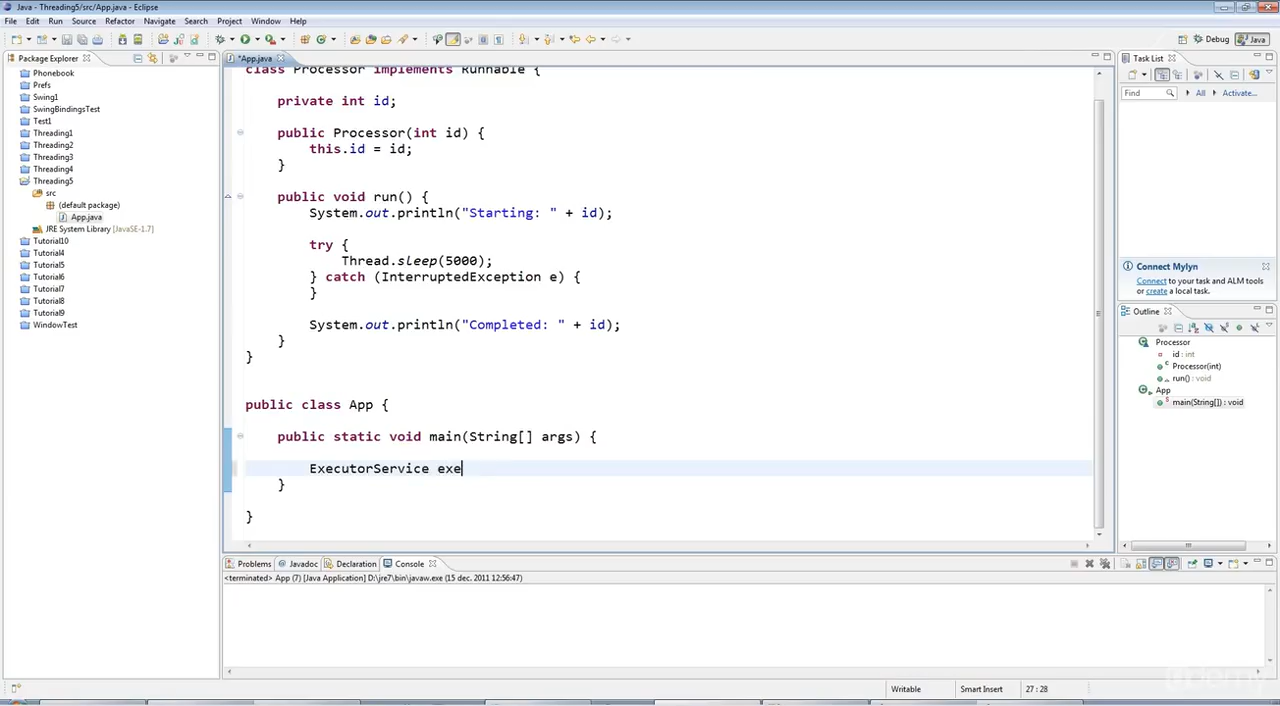 Java - Threading5/src/App.java - Eclipse
File Edit Run Source Refactor Navigate Search Project Window Help
Debug Java
Package Explorer
Phonebook
Prefs
Swing1
SwingBindingsTest
Test1
Threading1
Threading2
Threading3
Threading4
Threading5
src
(default package)
App.java
JRE System Library [JavaSE-1.7]
Tutorial10
Tutorial4
Tutorial5
Tutorial6
Tutorial7
Tutorial8
Tutorial9
WindowTest
*App.java
class Processor implements Runnable {
private int id;
public Processor(int id) {
this.id = id;
}
public void run() {
System.out.println("Starting: " + id);
try {
Thread.sleep(5000);
} catch (InterruptedException e) {
}
System.out.println("Completed: " + id);
}
}
public class App {
public static void main(String[] args) {
ExecutorService exe
}
}
Problems Javadoc Declaration Console
<terminated> App (7) [Java Application] D:\jre7\bin\javaw.exe (15 dec. 2011 12:56:47)
Task List
Find All Activate...
Connect Mylyn
Connect to your task and ALM tools
or create a local task.
Outline
Processor
id : int
Processor(int)
run() : void
App
main(String[]) : void
Writable Smart Insert 27 : 28
udemy